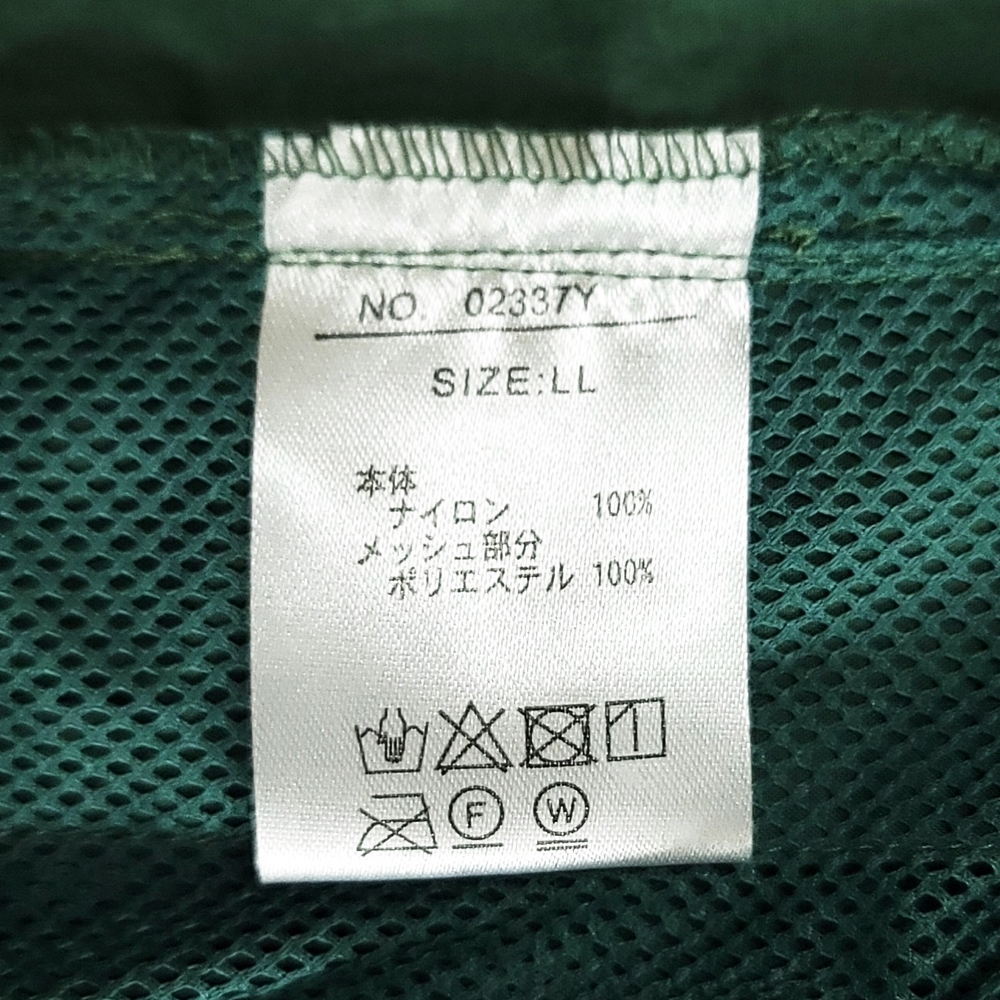 NO. 02337Y
SIZE:LL
本体
ナイロン 100%
メッシュ部分
ポリエステル 100%
F W